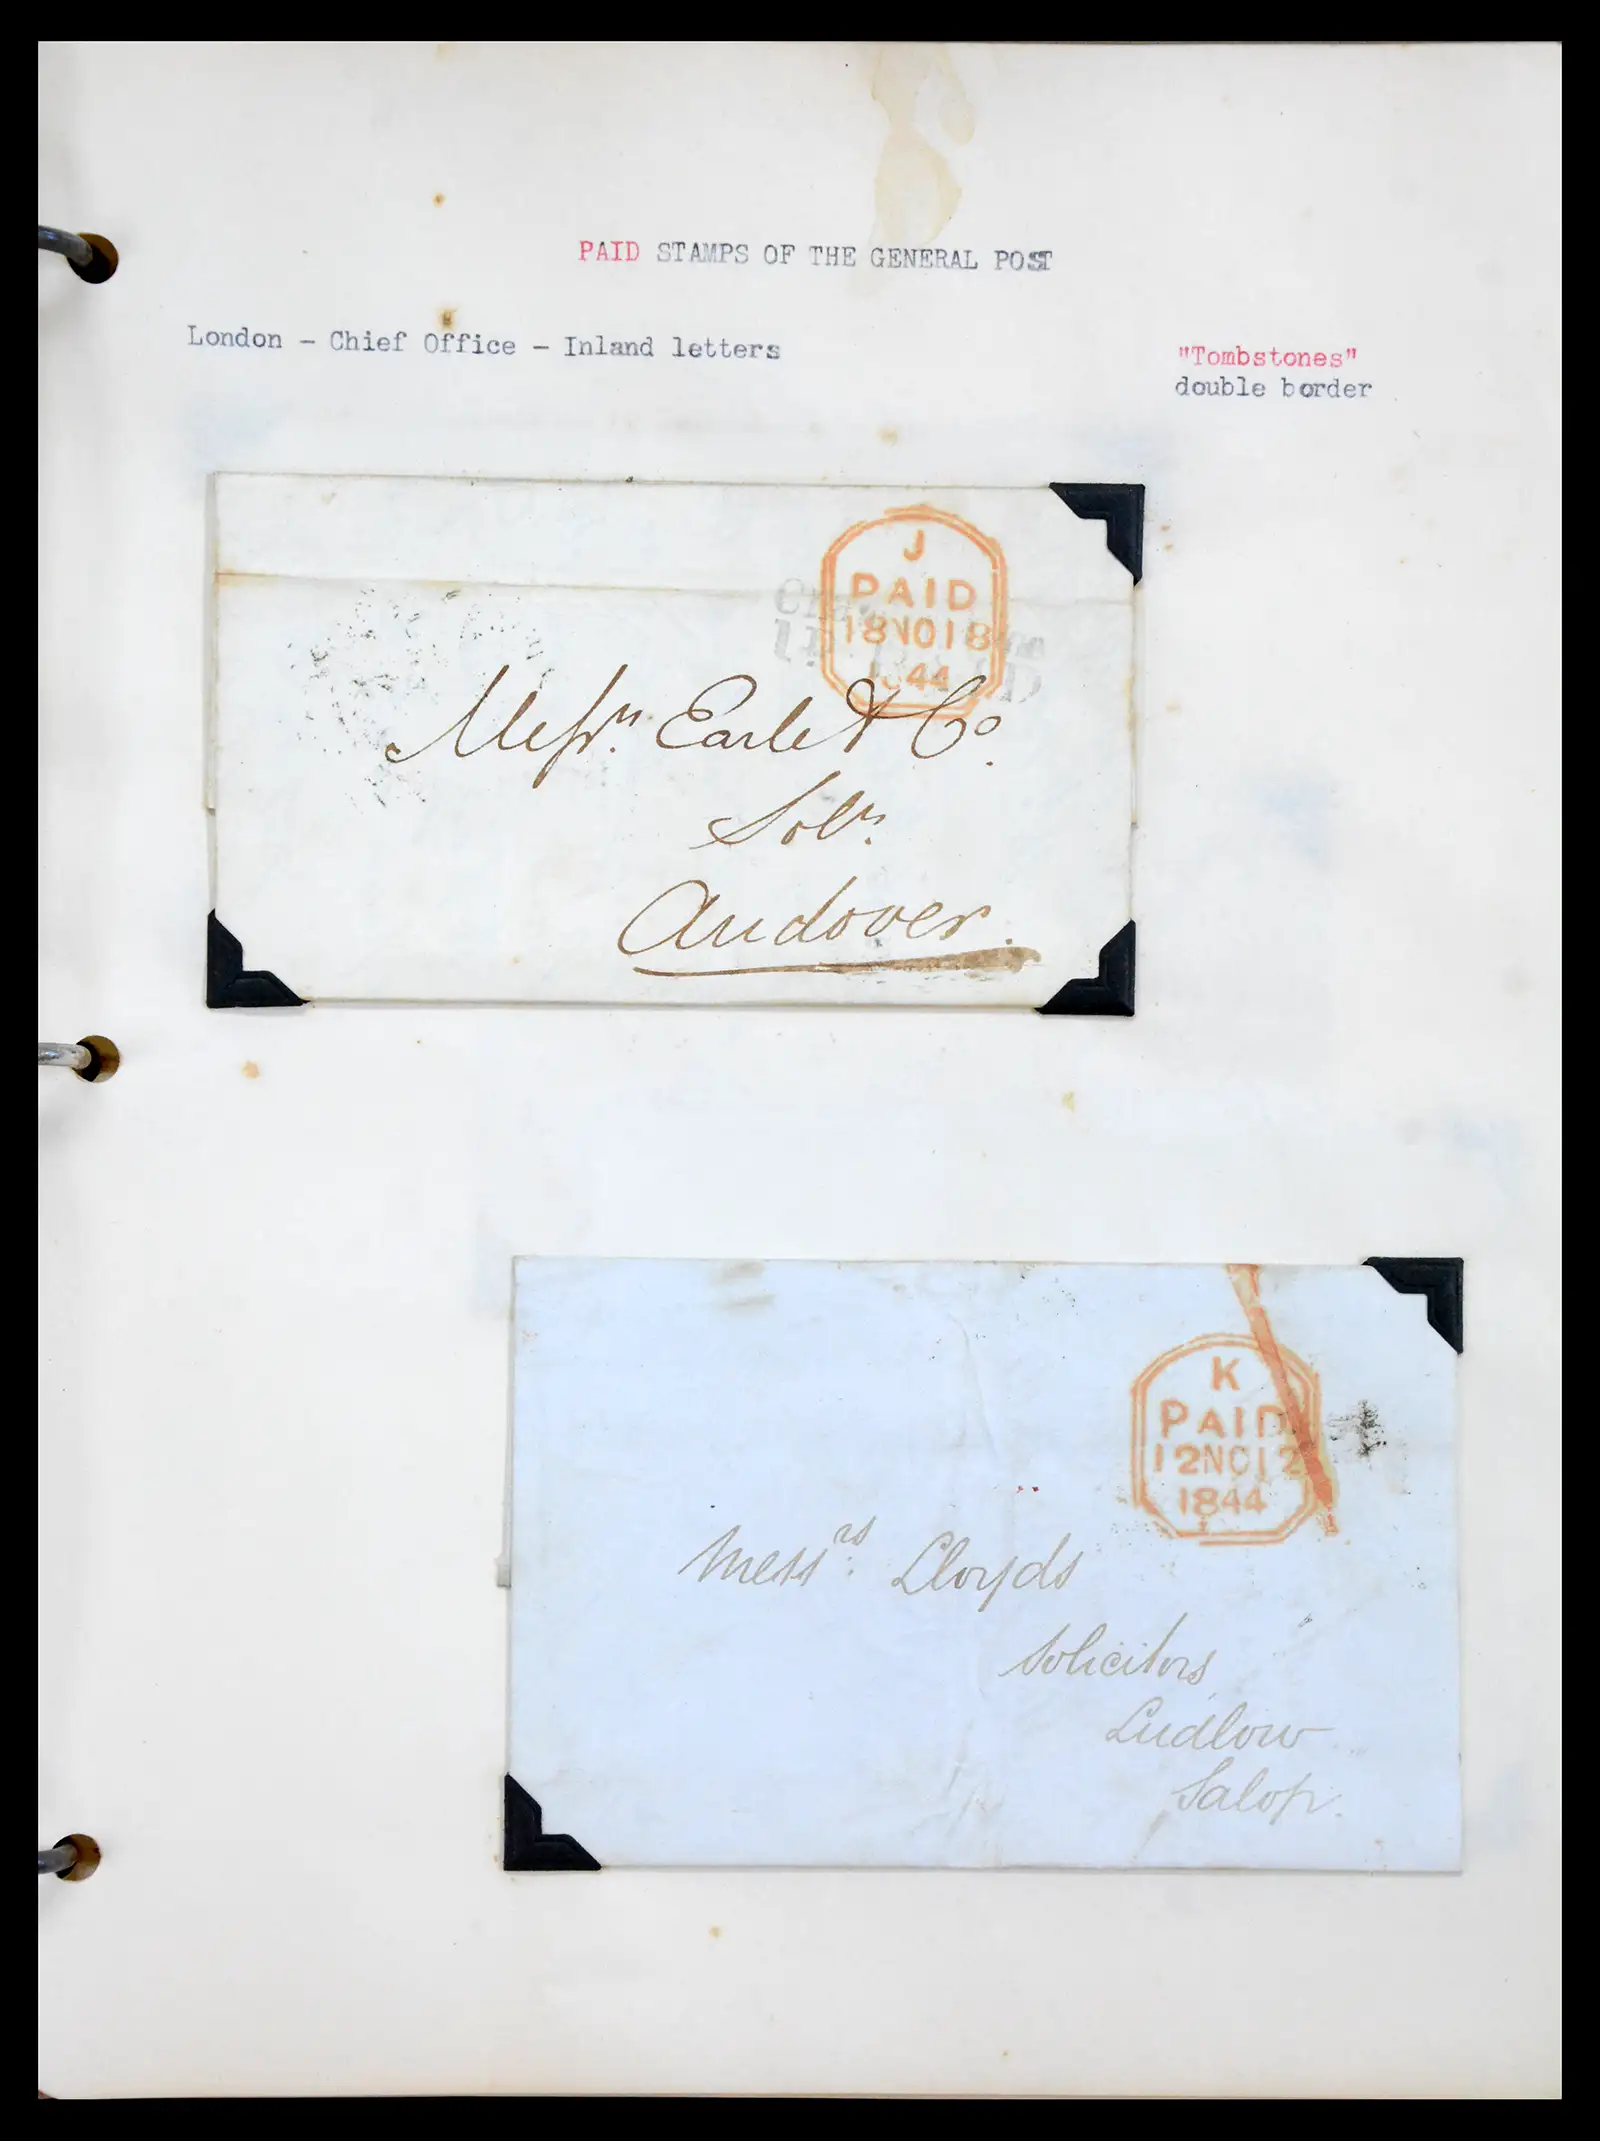 PAID STAMPS OF THE GENERAL POST
London - Chief Office - Inland letters
"Tombstones"
double border
J
PAID
18NO18
1844
Messrs. Earle & Co.
Solrs.
Andover.
K
PAID
12NO12
1844
Messrs. Lloyds
Solicitors
Ludlow
Salop.